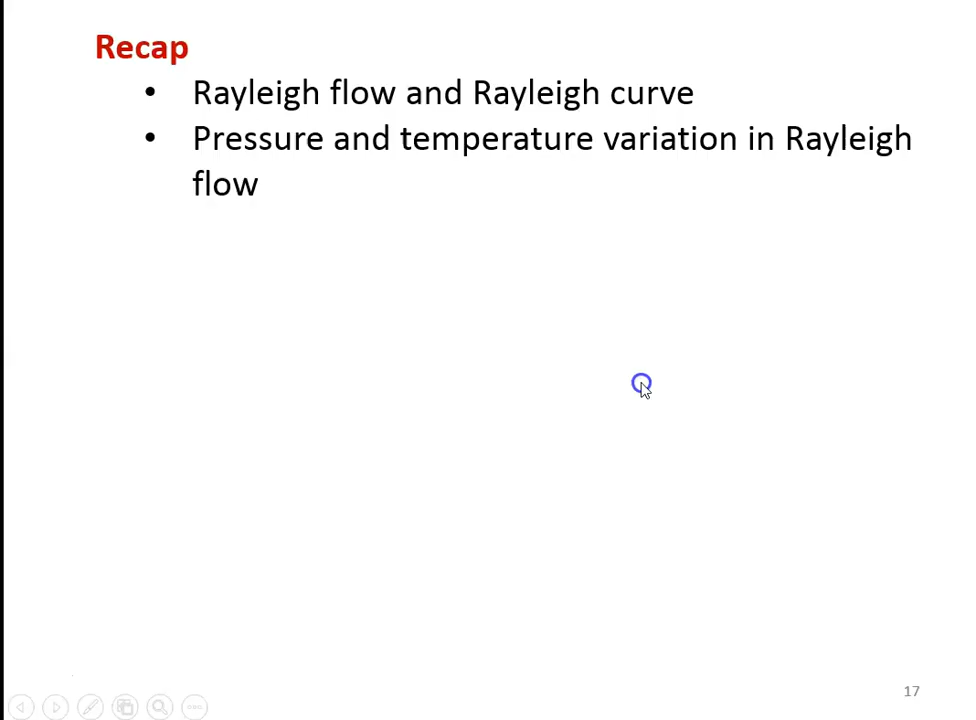 Recap
• Rayleigh flow and Rayleigh curve
• Pressure and temperature variation in Rayleigh
flow
17